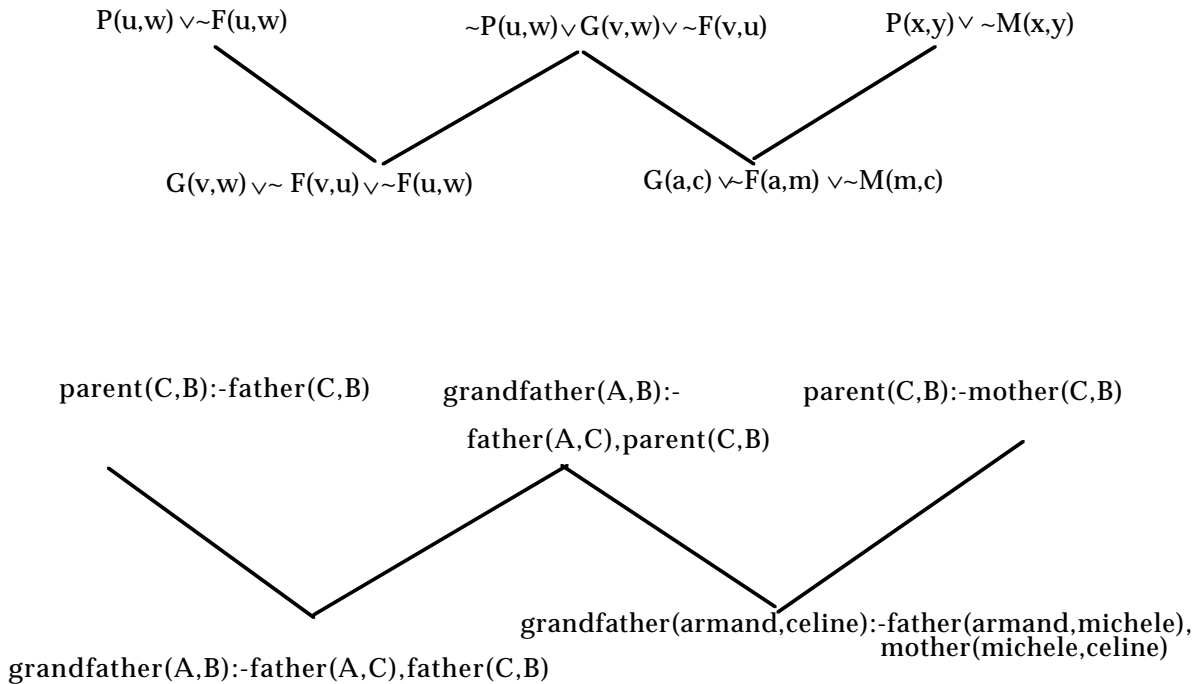 P(u,w) ∨~F(u,w)
~P(u,w)∨G(v,w)∨ ~F(v,u)
P(x,y)∨ ~M(x,y)
G(v,w) ∨~ F(v,u)∨~F(u,w)
G(a,c) ∨~F(a,m) ∨~M(m,c)
parent(C,B):-father(C,B)
grandfather(A,B):-
father(A,C),parent(C,B)
parent(C,B):-mother(C,B)
grandfather(A,B):-father(A,C),father(C,B)
grandfather(armand,celine):-father(armand,michele),
mother(michele,celine)